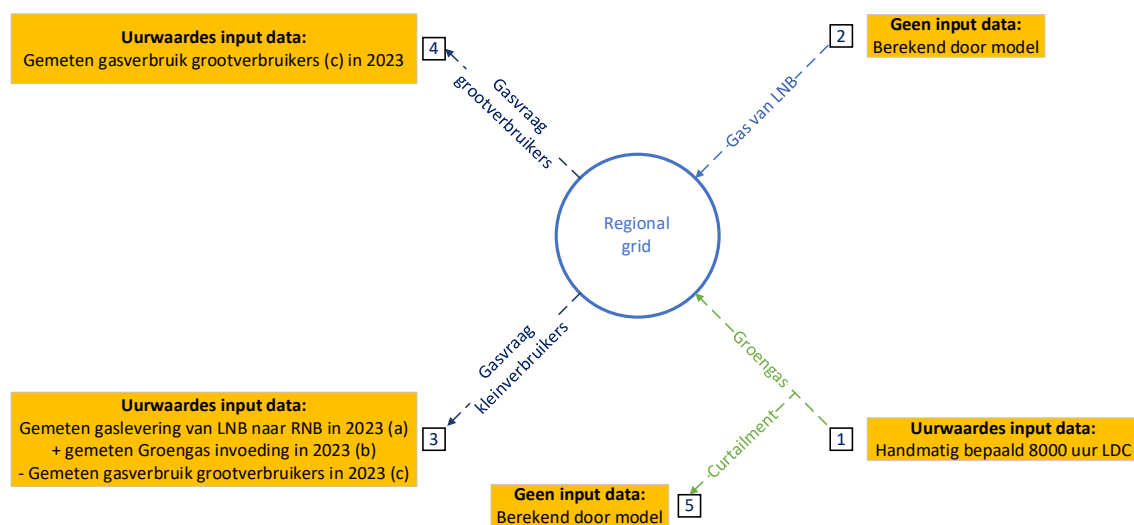 Uurwaardes input data:
Gemeten gasverbruik grootverbruikers (c) in 2023
4
Gasvraag
grootverbruikers
2
Geen input data:
Berekend door model
Gas van LNB
Regional
grid
Gasvraag
kleinverbruikers
Groengas
Uurwaardes input data:
Gemeten gaslevering van LNB naar RNB in 2023 (a)
+ gemeten Groengas invoeding in 2023 (b)
- Gemeten gasverbruik grootverbruikers in 2023 (c)
3
1
Uurwaardes input data:
Handmatig bepaald 8000 uur LDC
Curtailment
Geen input data:
Berekend door model
5